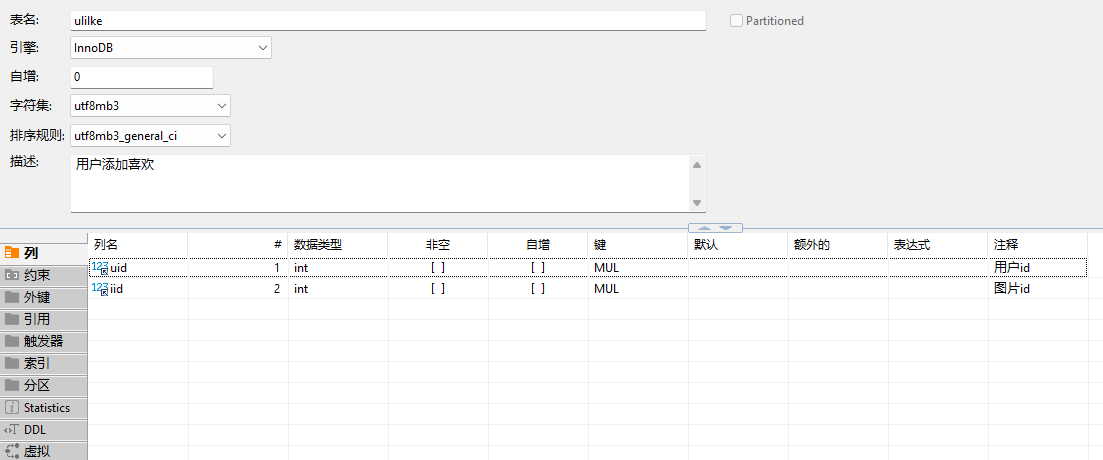 表名: ulilke Partitioned
引擎: InnoDB
自增: 0
字符集: utf8mb3
排序规则: utf8mb3_general_ci
描述: 用户添加喜欢
列名 # 数据类型 非空 自增 键 默认 额外的 表达式 注释
123 uid 1 int [ ] [ ] MUL 用户id
123 iid 2 int [ ] [ ] MUL 图片id
列
约束
外键
引用
触发器
索引
分区
Statistics
DDL
虚拟